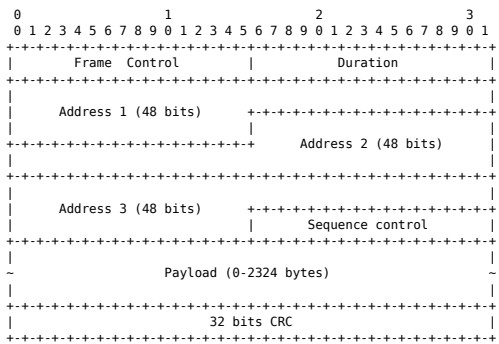 0                   1                   2                   3
 0 1 2 3 4 5 6 7 8 9 0 1 2 3 4 5 6 7 8 9 0 1 2 3 4 5 6 7 8 9 0 1
+-+-+-+-+-+-+-+-+-+-+-+-+-+-+-+-+-+-+-+-+-+-+-+-+-+-+-+-+-+-+-+-+
|        Frame  Control          |           Duration            |
+-+-+-+-+-+-+-+-+-+-+-+-+-+-+-+-+-+-+-+-+-+-+-+-+-+-+-+-+-+-+-+-+
|                                                               |
|      Address 1 (48 bits)      +-+-+-+-+-+-+-+-+-+-+-+-+-+-+-+-+
|                               |                               |
+-+-+-+-+-+-+-+-+-+-+-+-+-+-+-+-+      Address 2 (48 bits)      |
|                                                               |
+-+-+-+-+-+-+-+-+-+-+-+-+-+-+-+-+-+-+-+-+-+-+-+-+-+-+-+-+-+-+-+-+
|                                                               |
|      Address 3 (48 bits)      +-+-+-+-+-+-+-+-+-+-+-+-+-+-+-+-+
|                               |       Sequence control        |
+-+-+-+-+-+-+-+-+-+-+-+-+-+-+-+-+-+-+-+-+-+-+-+-+-+-+-+-+-+-+-+-+
|                                                               |
~                    Payload (0-2324 bytes)                     ~
|                                                               |
+-+-+-+-+-+-+-+-+-+-+-+-+-+-+-+-+-+-+-+-+-+-+-+-+-+-+-+-+-+-+-+-+
|                          32 bits CRC                          |
+-+-+-+-+-+-+-+-+-+-+-+-+-+-+-+-+-+-+-+-+-+-+-+-+-+-+-+-+-+-+-+-+